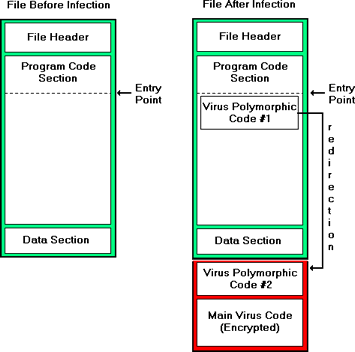 File Before Infection
File Header
Program Code
Section
Entry
Point
Data Section
File After Infection
File Header
Program Code
Section
Entry
Point
Virus Polymorphic
Code #1
redirection
Data Section
Virus Polymorphic
Code #2
Main Virus Code
(Encrypted)